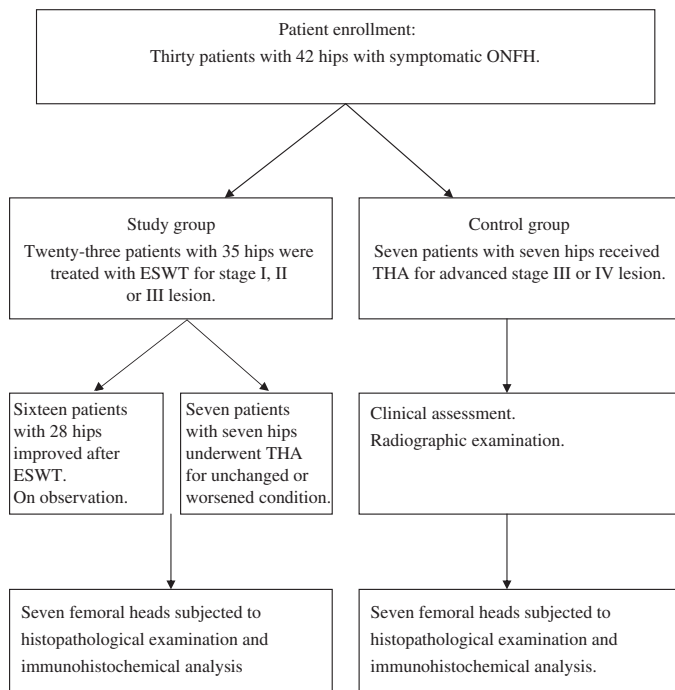 Patient enrollment:
Thirty patients with 42 hips with symptomatic ONFH.
Study group
Twenty-three patients with 35 hips were
treated with ESWT for stage I, II
or III lesion.
Control group
Seven patients with seven hips received
THA for advanced stage III or IV lesion.
Sixteen patients
with 28 hips
improved after
ESWT.
On observation.
Seven patients
with seven hips
underwent THA
for unchanged or
worsened condition.
Clinical assessment.
Radiographic examination.
Seven femoral heads subjected to
histopathological examination and
immunohistochemical analysis
Seven femoral heads subjected to
histopathological examination and
immunohistochemical analysis.